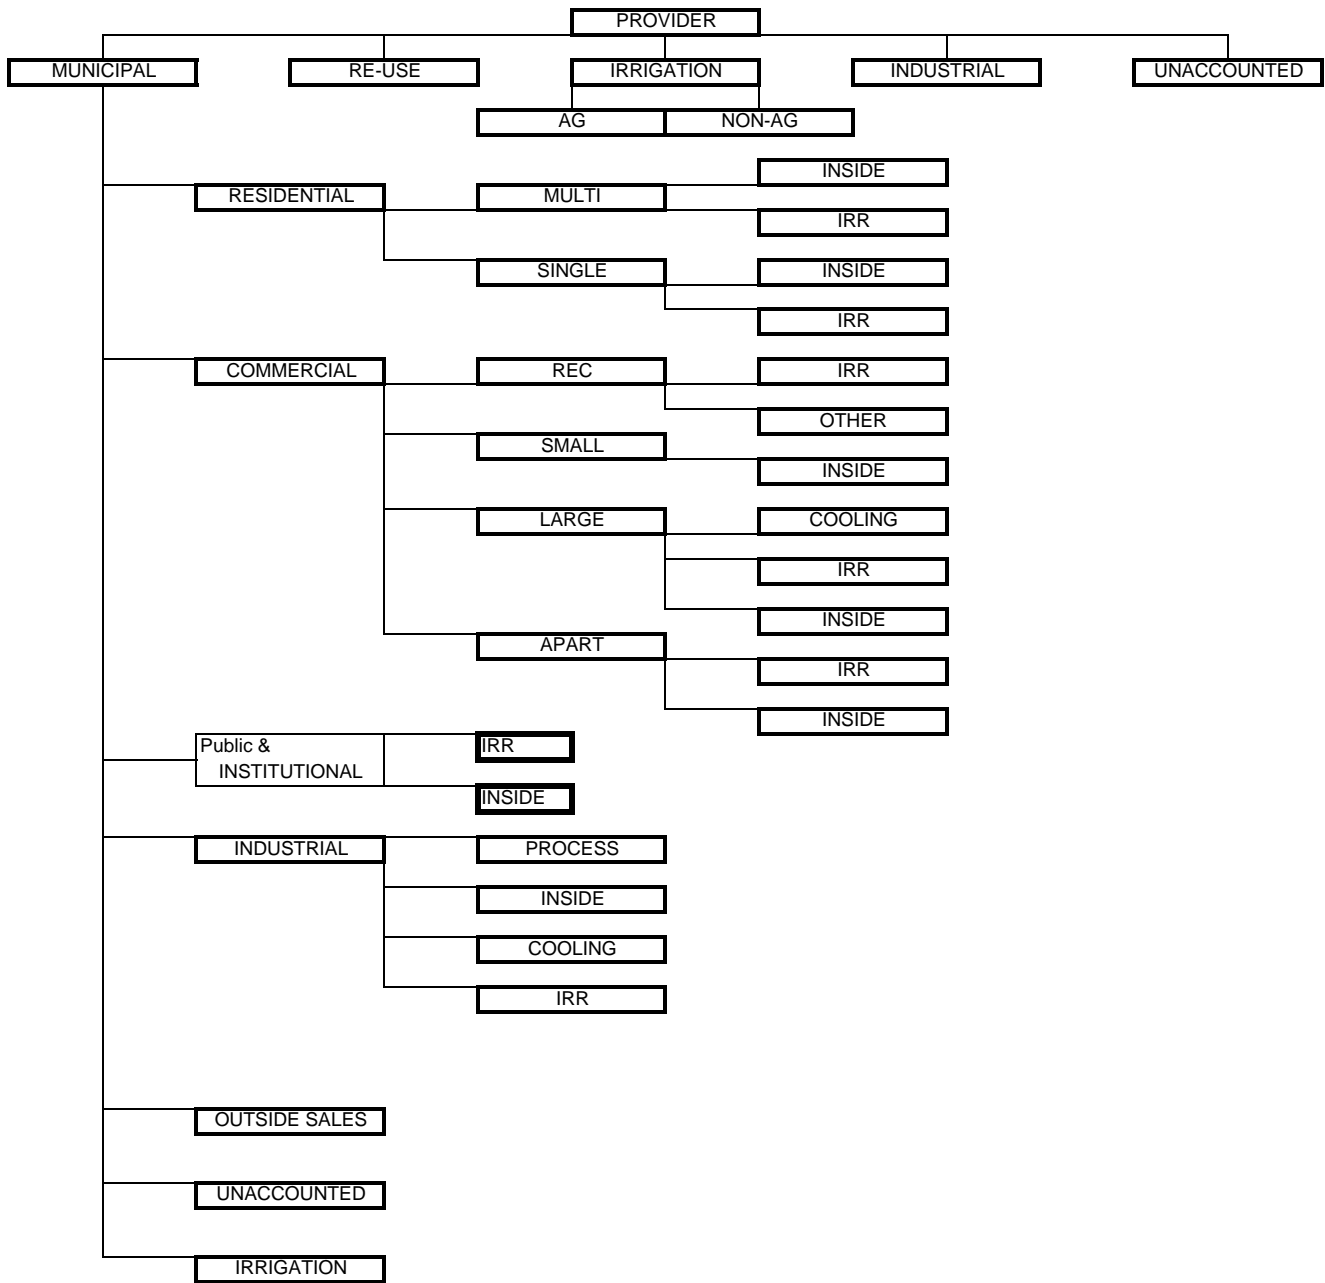 PROVIDER
MUNICIPAL RE-USE IRRIGATION INDUSTRIAL UNACCOUNTED
AG NON-AG
INSIDE
RESIDENTIAL MULTI
IRR
SINGLE INSIDE
IRR
COMMERCIAL REC IRR
OTHER
SMALL
INSIDE
LARGE COOLING
IRR
INSIDE
APART
IRR
INSIDE
Public & IRR
INSTITUTIONAL
INSIDE
INDUSTRIAL PROCESS
INSIDE
COOLING
IRR
OUTSIDE SALES
UNACCOUNTED
IRRIGATION